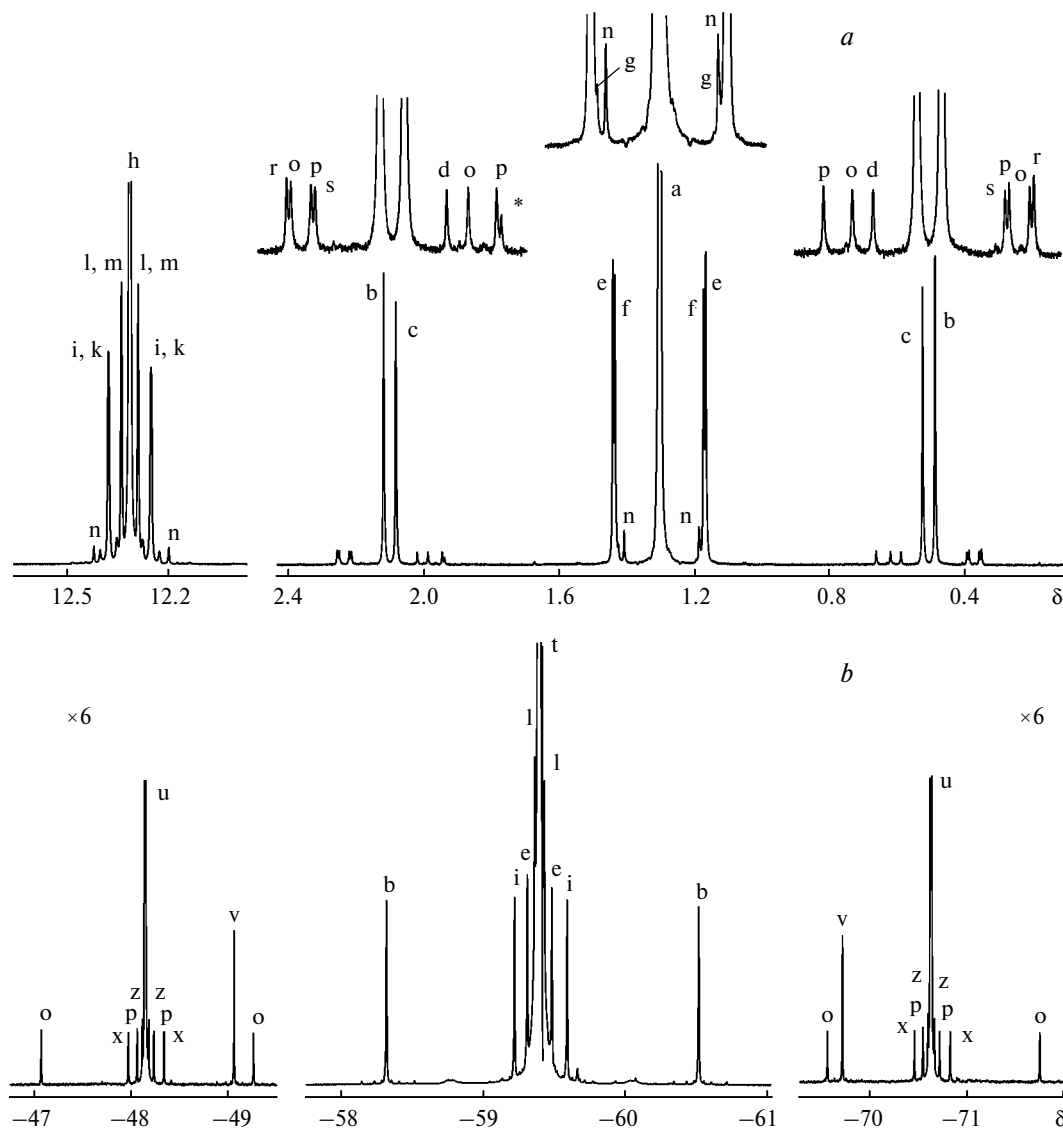 n n a
g g
h r o p s d o p * p o d s p o r
a
l, m l, m b e f f e b
c c
i, k i, k
n n n n
12.5 12.2 2.4 2.0 1.6 1.2 0.8 0.4 δ
t b
×6 ×6
l
u l u
e e
b i i b
v v
z z z z
o p p o o p p o
x x x x
−47 −48 −49 −58 −59 −60 −61 −70 −71 δ